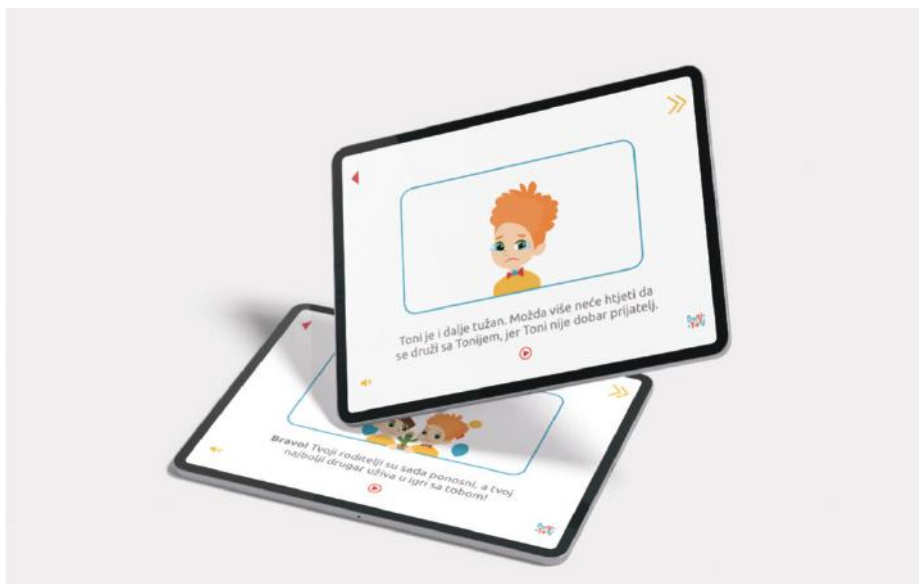 Toni je i dalje tužan. Možda više neće htjeti da
se druži sa Tonijem, jer Toni nije dobar prijatelj.
Bravo! Tvoji roditelji su sada ponosni, a tvoj
najbolji drugar uživa u igri sa tobom!